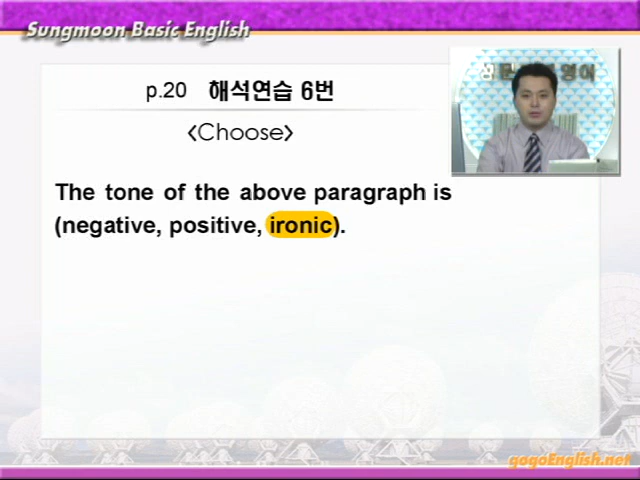 Sungmoon Basic English
p.20 해석연습 6번
<Choose>
The tone of the above paragraph is
(negative, positive, ironic).
gogoEnglish.net